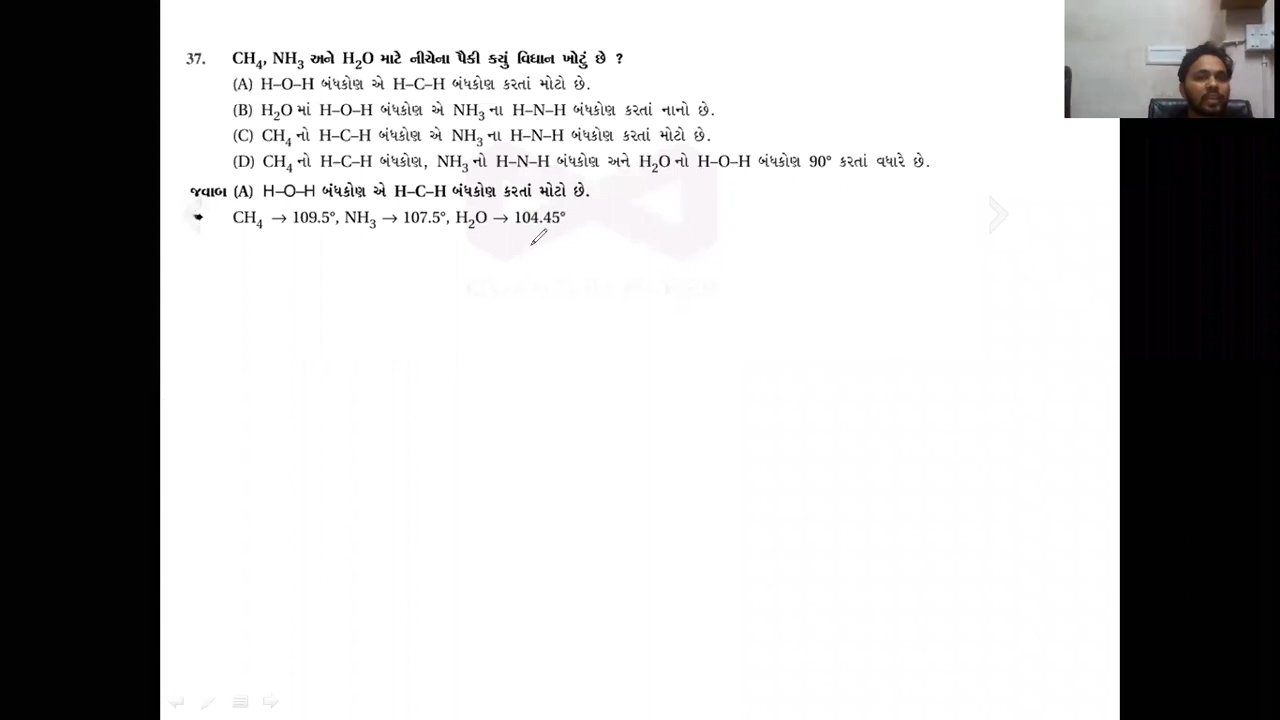 37. CH₄, NH₃ અને H₂O માટે નીચેના પૈકી કયું વિધાન ખોટું છે ?
(A) H–O–H બંધકોણ એ H–C–H બંધકોણ કરતાં મોટો છે.
(B) H₂O માં H–O–H બંધકોણ એ NH₃ ના H–N–H બંધકોણ કરતાં નાનો છે.
(C) CH₄ નો H–C–H બંધકોણ એ NH₃ ના H–N–H બંધકોણ કરતાં મોટો છે.
(D) CH₄ નો H–C–H બંધકોણ, NH₃ નો H–N–H બંધકોણ અને H₂O નો H–O–H બંધકોણ 90° કરતાં વધારે છે.
જવાબ (A) H–O–H બંધકોણ એ H–C–H બંધકોણ કરતાં મોટો છે.
CH₄ → 109.5°, NH₃ → 107.5°, H₂O → 104.45°